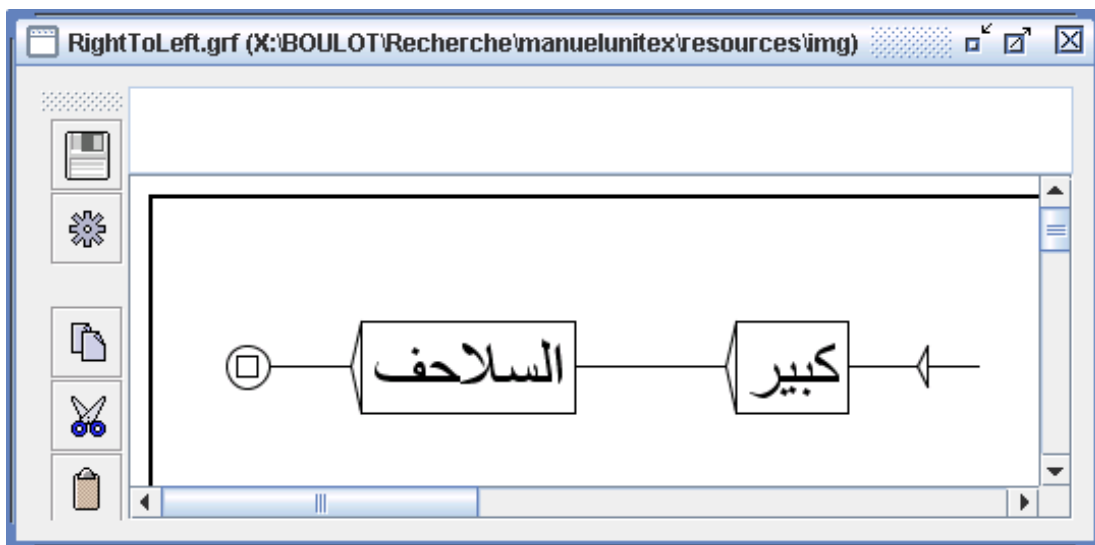 RightToLeft.grf (X:\BOULOT\Recherche\manuelunitex\resources\img)
كبير السلاحف